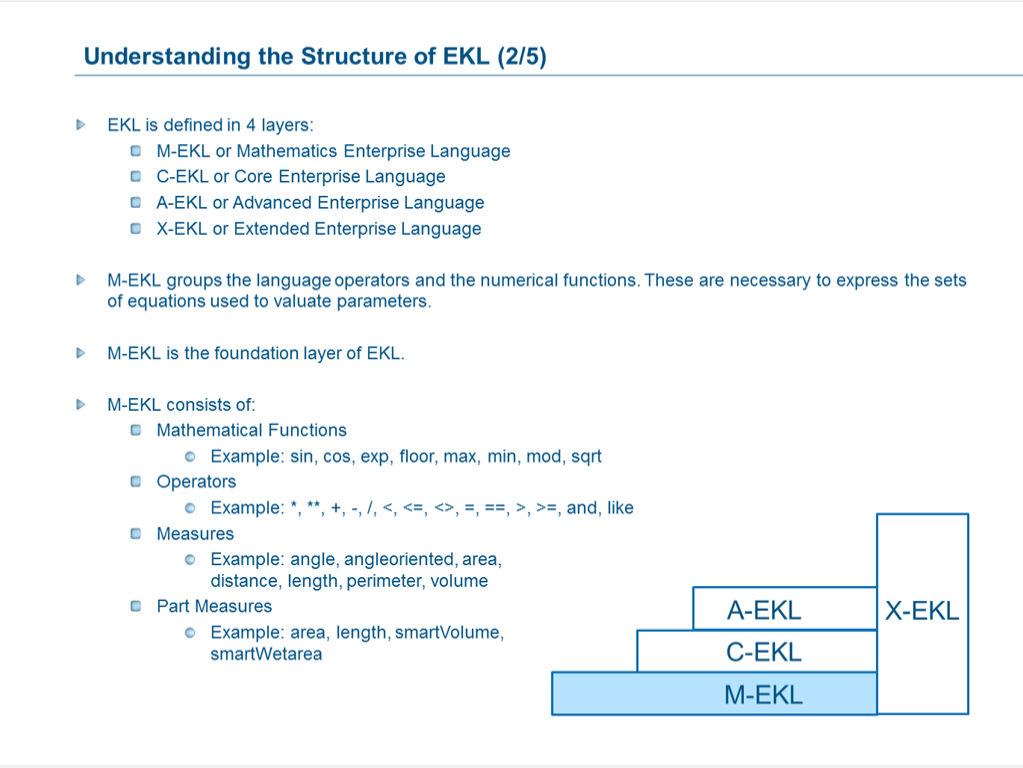 Understanding the Structure of EKL (2/5)
EKL is defined in 4 layers:
M-EKL or Mathematics Enterprise Language
C-EKL or Core Enterprise Language
A-EKL or Advanced Enterprise Language
X-EKL or Extended Enterprise Language
M-EKL groups the language operators and the numerical functions. These are necessary to express the sets
of equations used to valuate parameters.
M-EKL is the foundation layer of EKL.
M-EKL consists of:
Mathematical Functions
Example: sin, cos, exp, floor, max, min, mod, sqrt
Operators
Example: *, **, +, -, /, <, <=, <>, =, ==, >, >=, and, like
Measures
Example: angle, angleoriented, area,
distance, length, perimeter, volume
Part Measures
Example: area, length, smartVolume,
smartWetarea
A-EKL
X-EKL
C-EKL
M-EKL